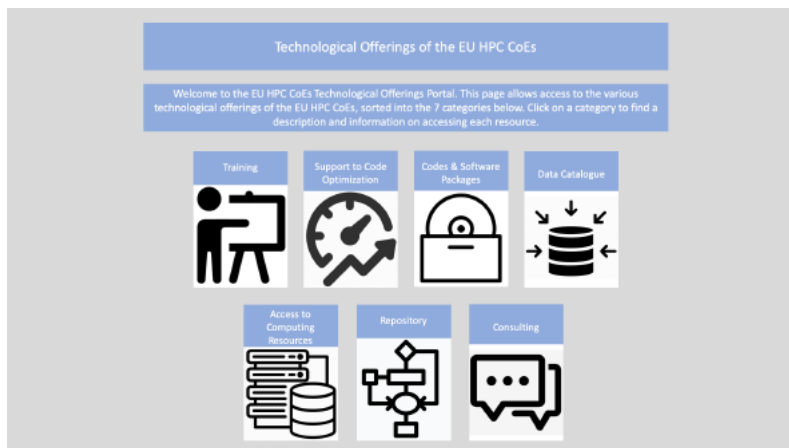 Technological Offerings of the EU HPC CoEs
Welcome to the EU HPC CoEs Technological Offerings Portal. This page allows access to the various
technological offerings of the EU HPC CoEs, sorted into the 7 categories below. Click on a category to find a
description and information on accessing each resource.
Training
Support to Code
Optimization
Codes & Software
Packages
Data Catalogue
Access to
Computing
Resources
Repository
Consulting